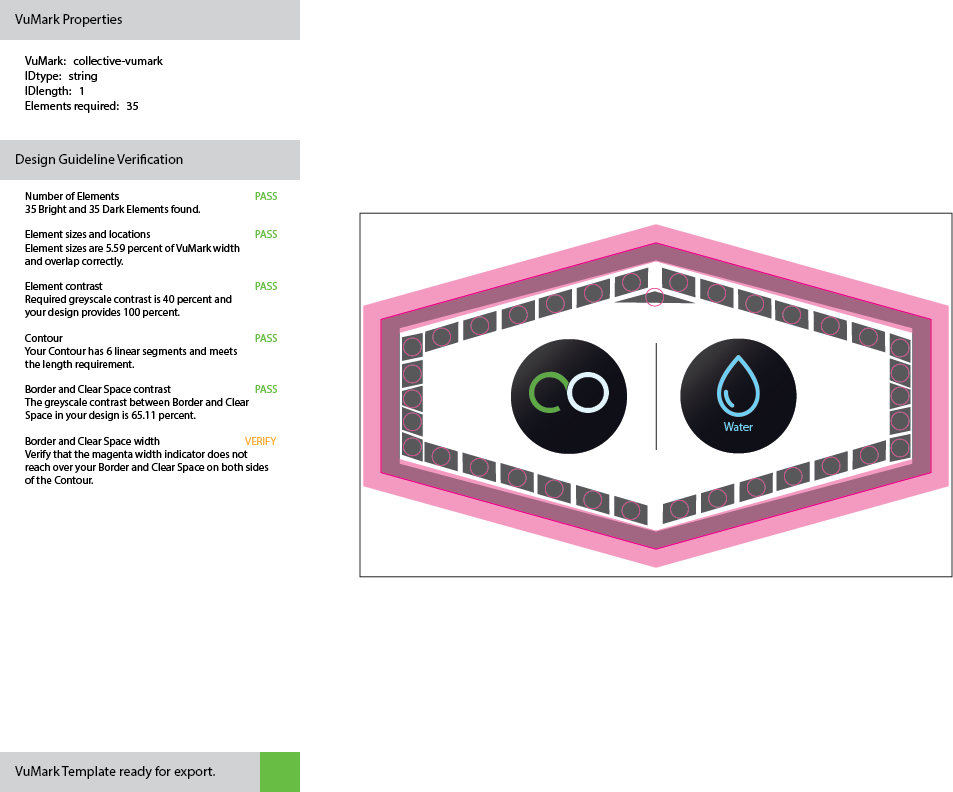 VuMark Properties
VuMark: collective-vumark
IDtype: string
IDlength: 1
Elements required: 35
Design Guideline Verification
Number of Elements PASS
35 Bright and 35 Dark Elements found.
Element sizes and locations PASS
Element sizes are 5.59 percent of VuMark width
and overlap correctly.
Element contrast PASS
Required greyscale contrast is 40 percent and
your design provides 100 percent.
Contour PASS
Your Contour has 6 linear segments and meets
the length requirement.
Border and Clear Space contrast PASS
The greyscale contrast between Border and Clear
Space in your design is 65.11 percent.
Border and Clear Space width VERIFY
Verify that the magenta width indicator does not
reach over your Border and Clear Space on both sides
of the Contour.
CO
Water
VuMark Template ready for export.